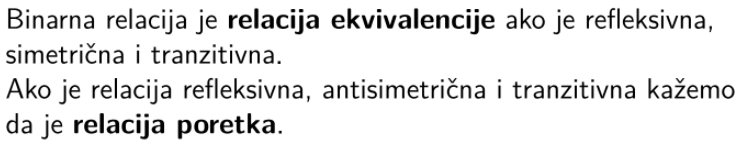 Binarna relacija je relacija ekvivalencije ako je refleksivna,
simetrična i tranzitivna.
Ako je relacija refleksivna, antisimetrična i tranzitivna kažemo
da je relacija poretka.